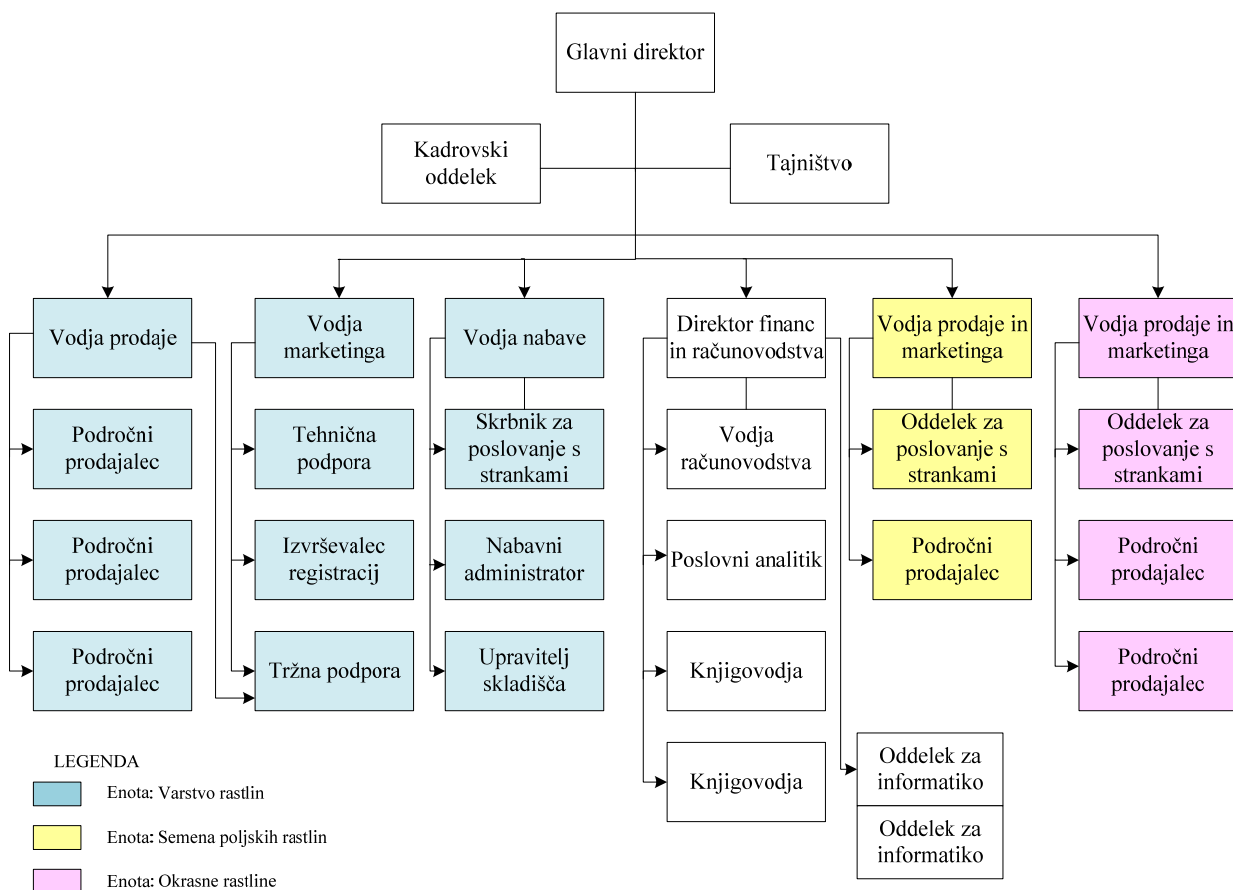 Glavni direktor
Kadrovski
oddelek
Tajništvo
Vodja prodaje
Vodja
marketinga
Vodja nabave
Direktor financ
in računovodstva
Vodja prodaje in
marketinga
Vodja prodaje in
marketinga
Področni
prodajalec
Tehnična
podpora
Skrbnik za
poslovanje s
strankami
Vodja
računovodstva
Oddelek za
poslovanje s
strankami
Oddelek za
poslovanje s
strankami
Področni
prodajalec
Izvrševalec
registracij
Nabavni
administrator
Poslovni analitik
Področni
prodajalec
Področni
prodajalec
Področni
prodajalec
Tržna podpora
Upravitelj
skladišča
Knjigovodja
Področni
prodajalec
Knjigovodja
Oddelek za
informatiko
Oddelek za
informatiko
LEGENDA
Enota: Varstvo rastlin
Enota: Semena poljskih rastlin
Enota: Okrasne rastline